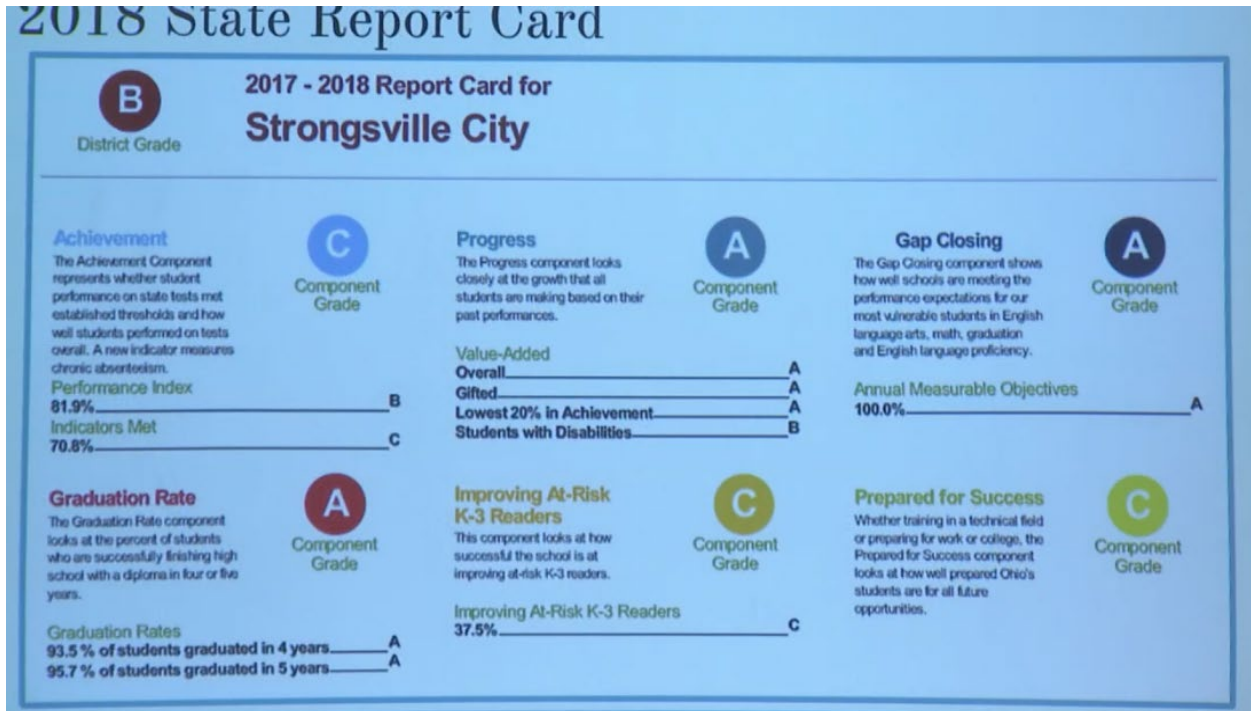 2018 State Report Card
B
District Grade
2017 - 2018 Report Card for
Strongsville City
Achievement
The Achievement Component
represents whether student
performance on state tests met
established thresholds and how
well students performed on tests
overall. A new indicator measures
chronic absenteeism.
C
Component
Grade
Performance Index
81.9% B
Indicators Met
70.8% C
Progress
The Progress component looks
closely at the growth that all
students are making based on their
past performances.
A
Component
Grade
Value-Added
Overall A
Gifted A
Lowest 20% in Achievement A
Students with Disabilities B
Gap Closing
The Gap Closing component shows
how well schools are meeting the
performance expectations for our
most vulnerable students in English
language arts, math, graduation
and English language proficiency.
A
Component
Grade
Annual Measurable Objectives
100.0% A
Graduation Rate
The Graduation Rate component
looks at the percent of students
who are successfully finishing high
school with a diploma in four or five
years.
A
Component
Grade
Graduation Rates
93.5 % of students graduated in 4 years A
95.7 % of students graduated in 5 years A
Improving At-Risk
K-3 Readers
This component looks at how
successful the school is at
improving at-risk K-3 readers.
C
Component
Grade
Improving At-Risk K-3 Readers
37.5% C
Prepared for Success
Whether training in a technical field
or preparing for work or college, the
Prepared for Success component
looks at how well prepared Ohio's
students are for all future
opportunities.
C
Component
Grade